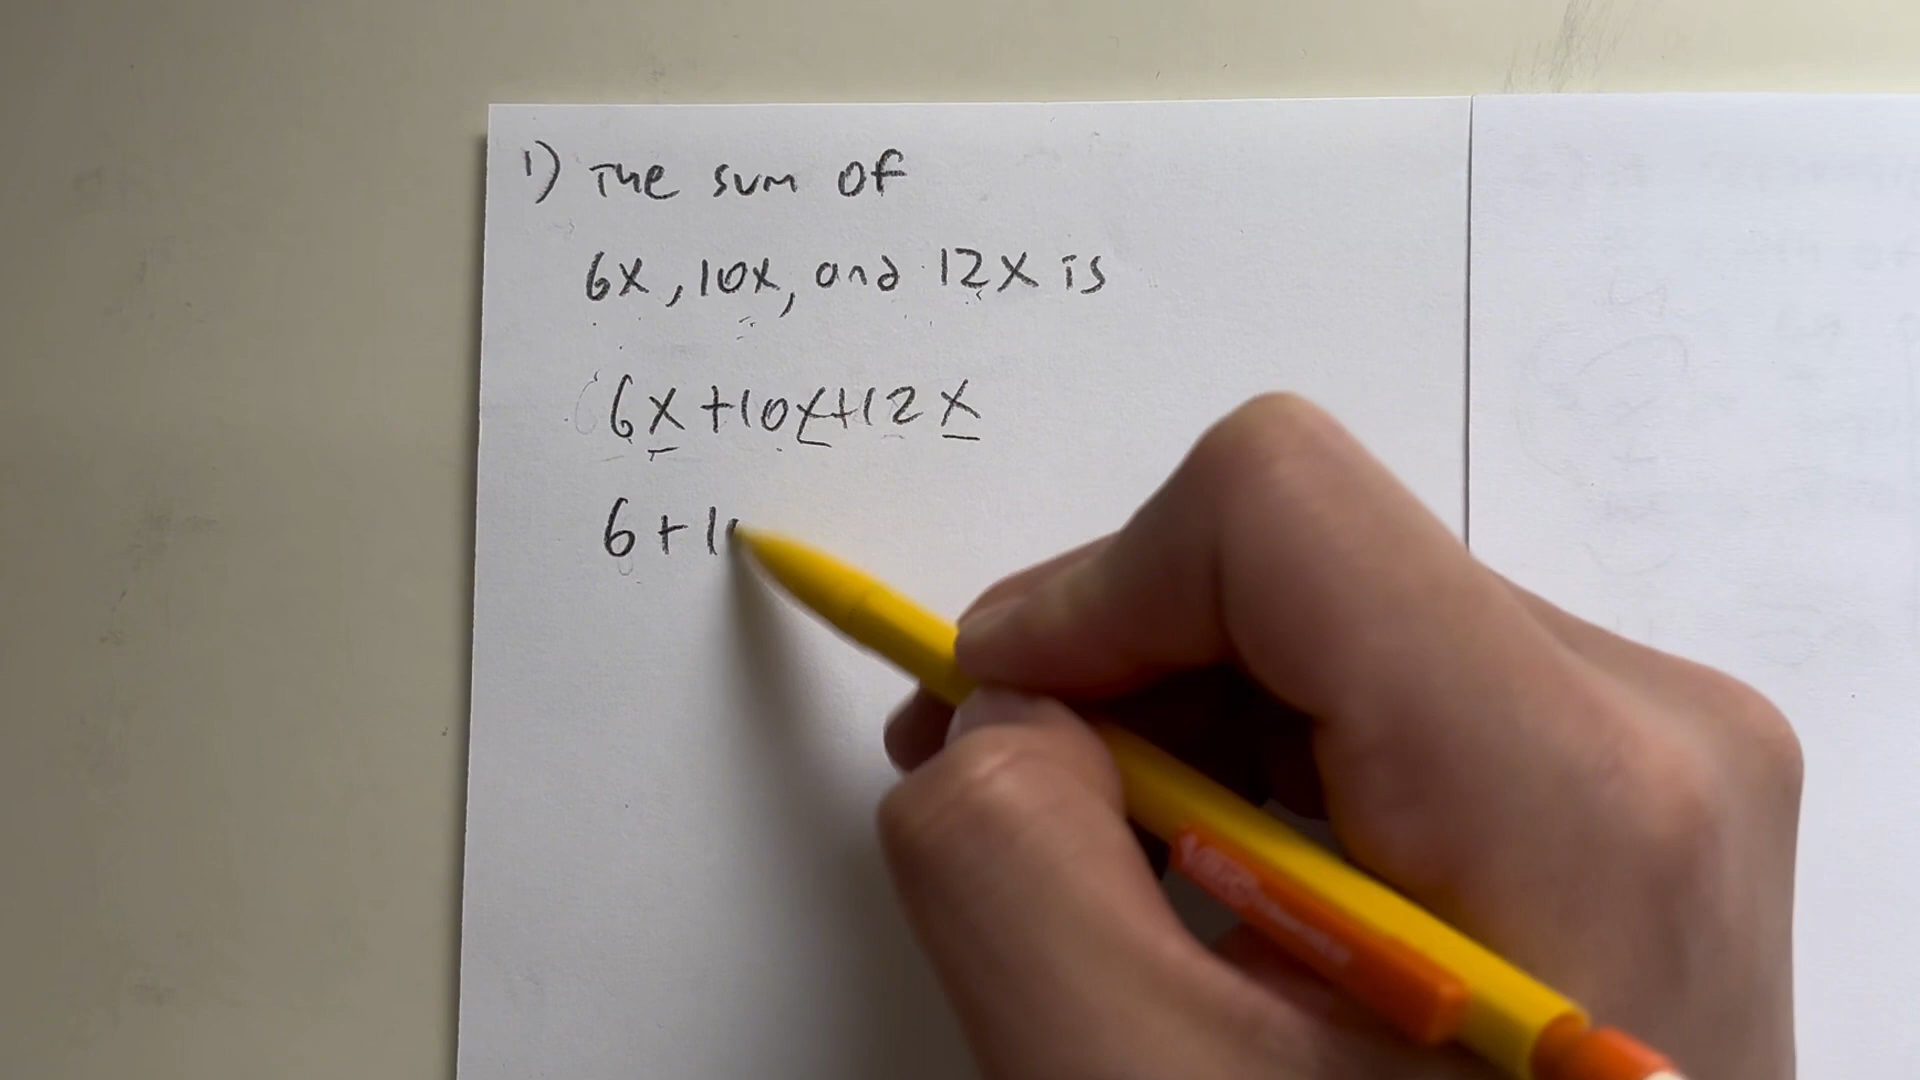 1) The sum of
6x, 10x, and 12x is
6x +10x+12x
6 + 1